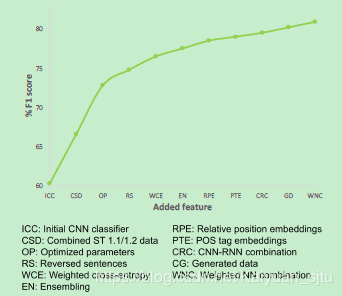 80
75
70
65
60
% F1 score
ICC CSD OP RS WCE EN RPE PTE CRC GD WNC
Added feature
ICC: Initial CNN classifier
CSD: Combined ST 1.1/1.2 data
OP: Optimized parameters
RS: Reversed sentences
WCE: Weighted cross-entropy
EN: Ensembling
RPE: Relative position embeddings
PTE: POS tag embeddings
CRC: CNN-RNN combination
CG: Generated data
WNC: Weighted NN combination